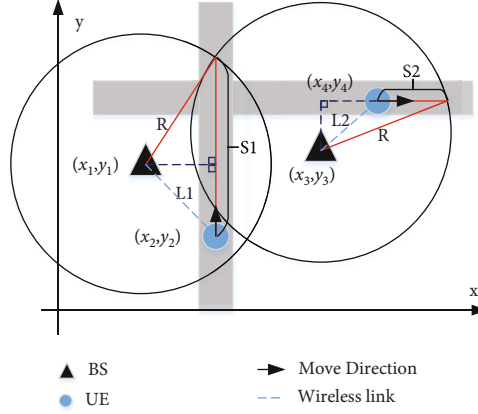 y
S2
(x₄,y₄)
R
L2
S1
R
(x₁,y₁)
(x₃,y₃)
L1
(x₂,y₂)
x
BS
Move Direction
UE
Wireless link